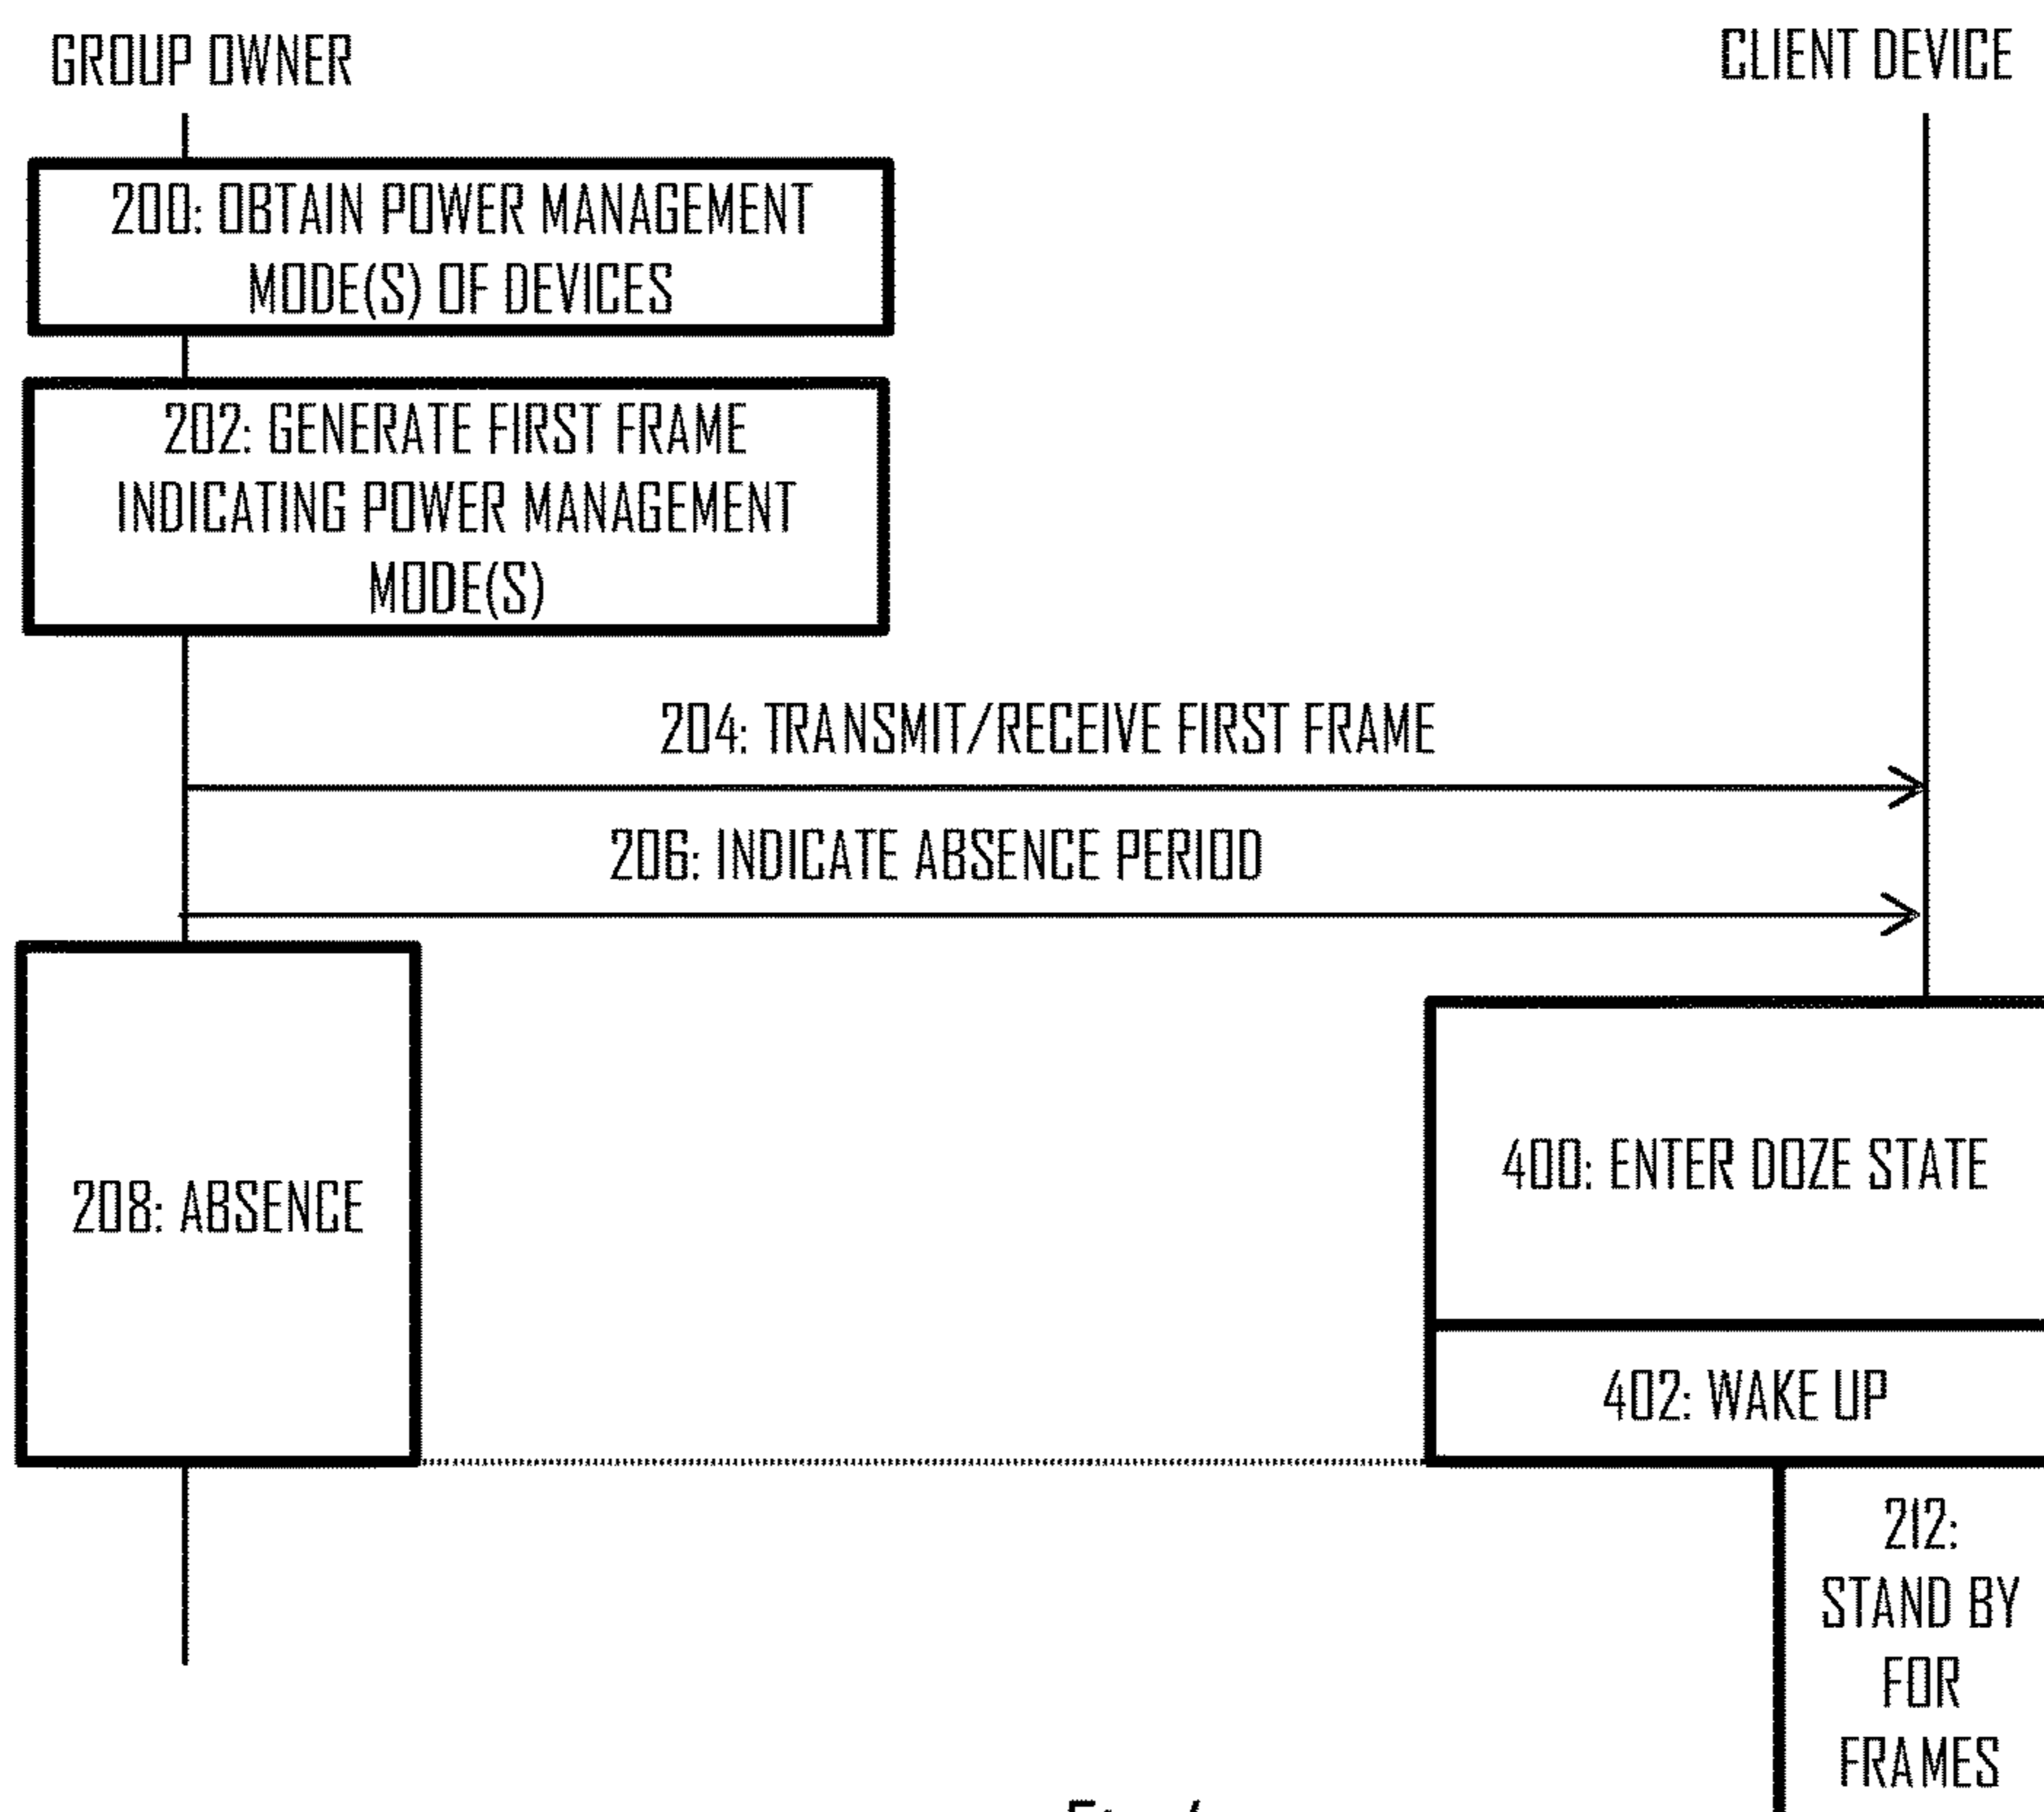 GROUP OWNER
CLIENT DEVICE
200: OBTAIN POWER MANAGEMENT
MODE(S) OF DEVICES
202: GENERATE FIRST FRAME
INDICATING POWER MANAGEMENT
MODE(S)
204: TRANSMIT/RECEIVE FIRST FRAME
206: INDICATE ABSENCE PERIOD
208: ABSENCE
400: ENTER DOZE STATE
402: WAKE UP
212:
STAND BY
FOR
FRAMES